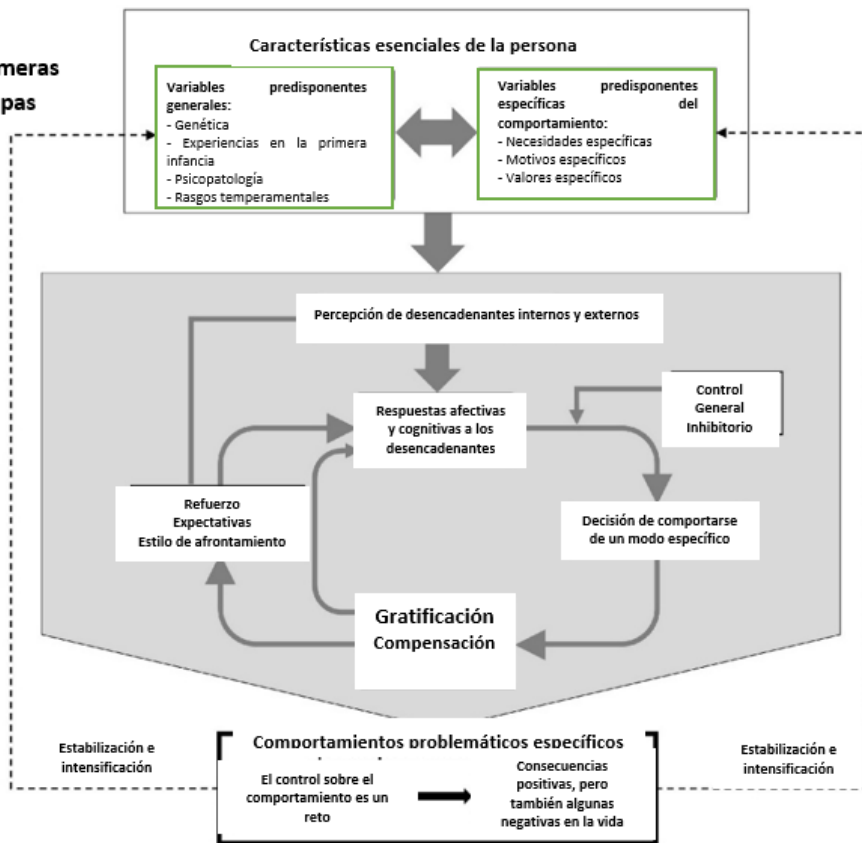 Características esenciales de la persona
meras
pas
Variables predisponentes
generales:
- Genética
- Experiencias en la primera
infancia
- Psicopatología
- Rasgos temperamentales
Variables predisponentes
específicas del
comportamiento:
- Necesidades específicas
- Motivos específicos
- Valores específicos
Percepción de desencadenantes internos y externos
Respuestas afectivas
y cognitivas a los
desencadenantes
Control
General
Inhibitorio
Refuerzo
Expectativas
Estilo de afrontamiento
Decisión de comportarse
de un modo específico
Gratificación
Compensación
Estabilización e
intensificación
Comportamientos problemáticos específicos
El control sobre el
comportamiento es un
reto
Consecuencias
positivas, pero
también algunas
negativas en la vida
Estabilización e
intensificación